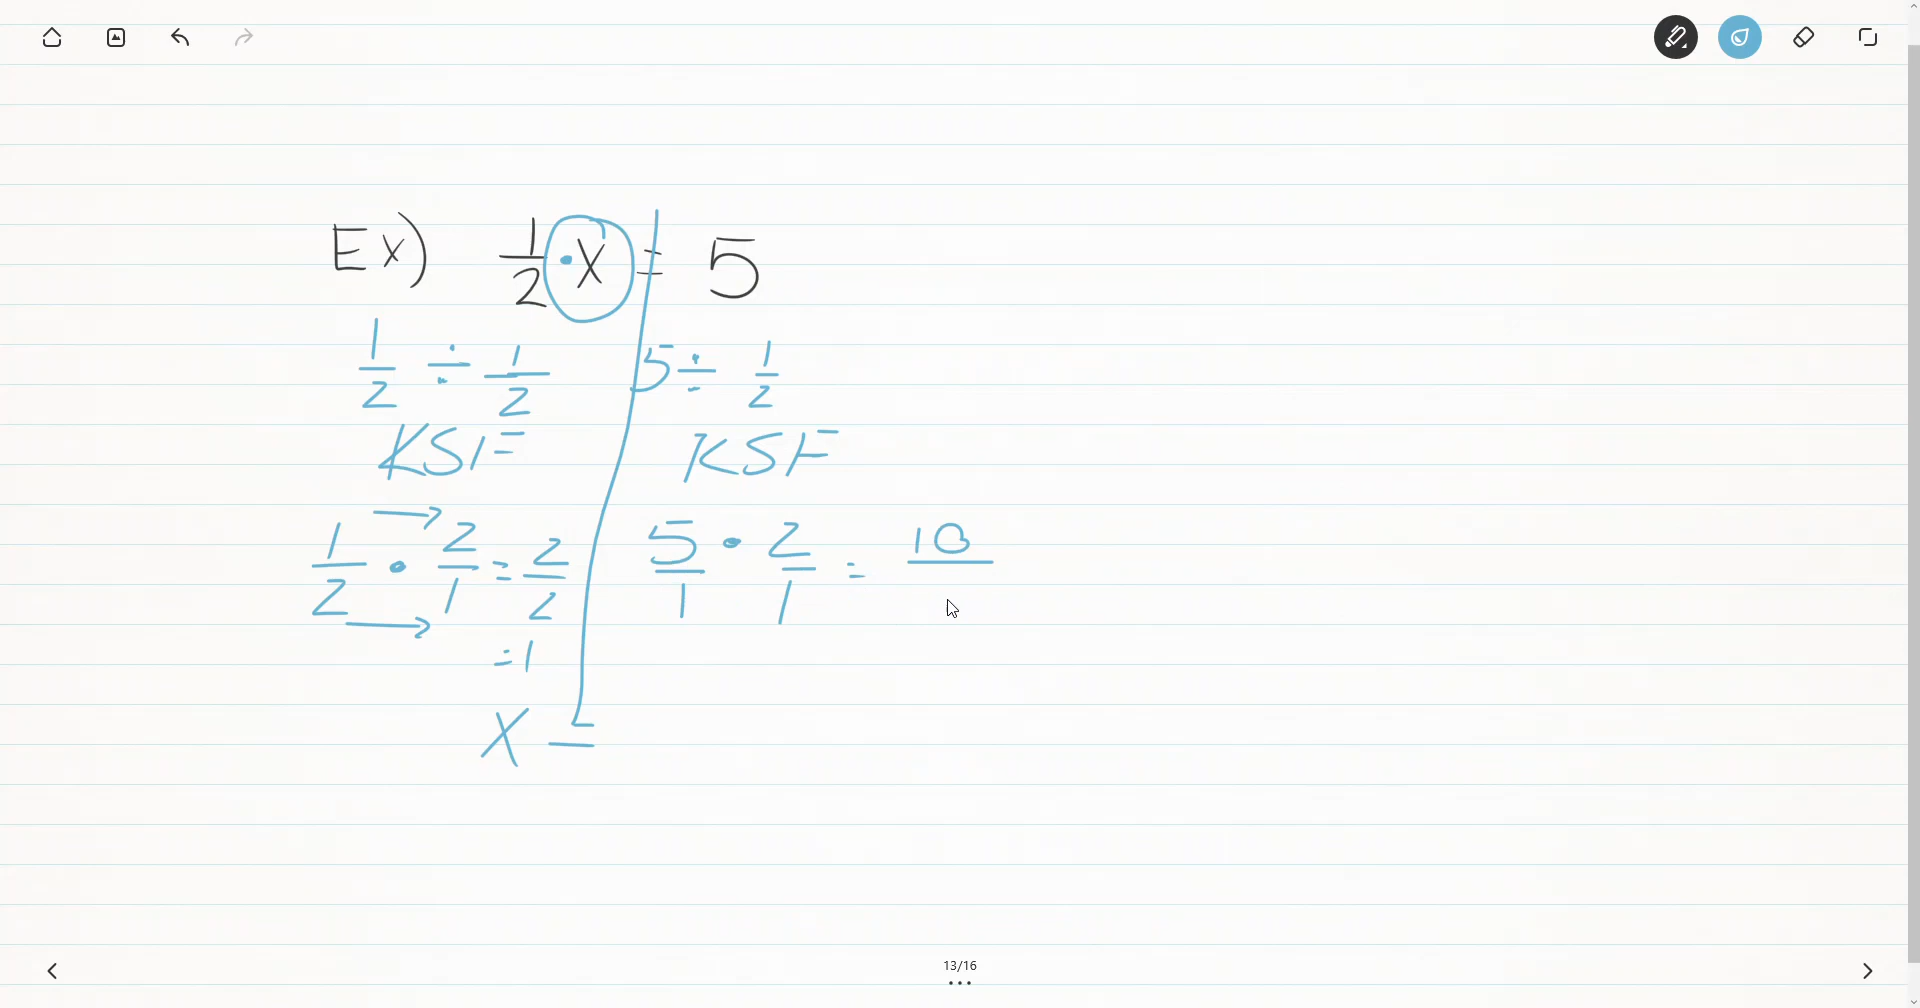 Ex) 1/2 · X = 5
1/2 ÷ 1/2 5 ÷ 1/2
KSF KSF
1/2 · 2/1 = 2/2 5/1 · 2/1 = 10/
= 1
X =
13/16